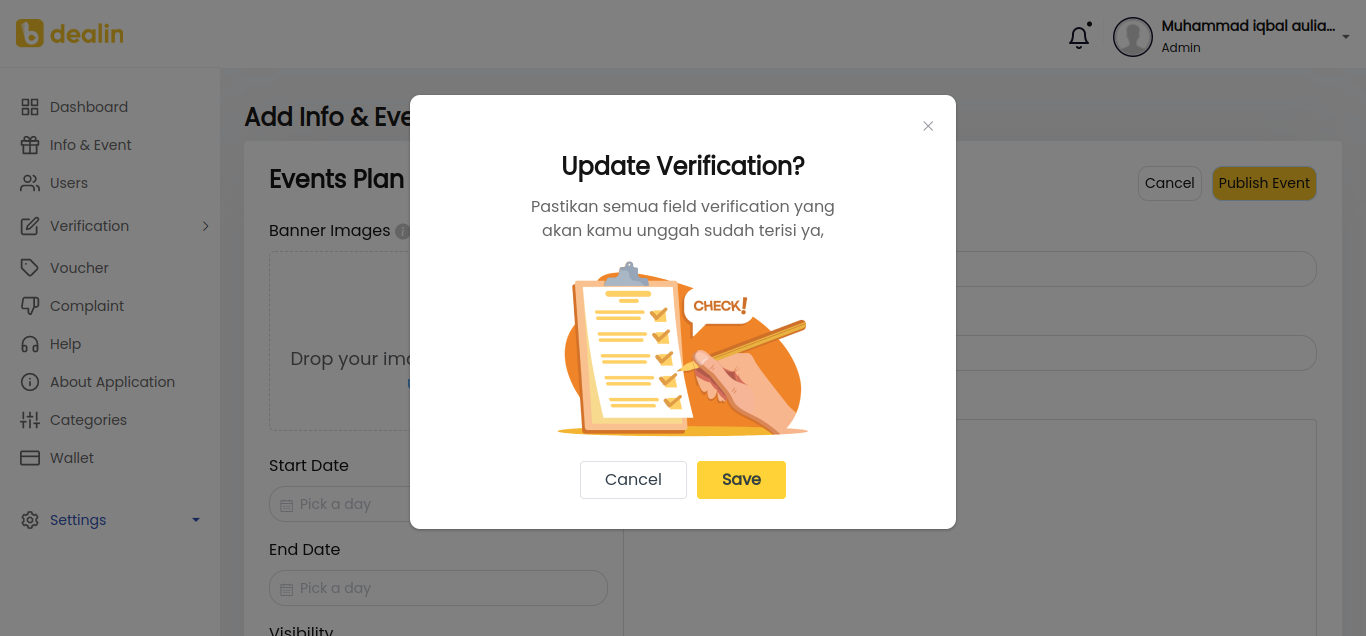 dealin
Muhammad iqbal aulia...
Admin
Dashboard
Info & Event
Users
Verification
Voucher
Complaint
Help
About Application
Categories
Wallet
Settings
Add Info & Eve
Events Plan
Cancel
Publish Event
Banner Images
Drop your ima
Start Date
Pick a day
End Date
Pick a day
Visibility
Update Verification?
Pastikan semua field verification yang
akan kamu unggah sudah terisi ya,
CHECK!
Cancel
Save